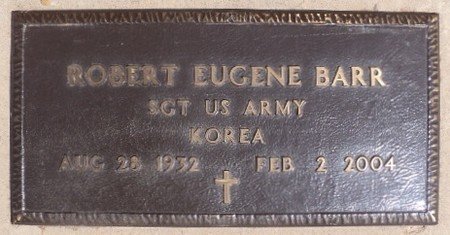 ROBERT EUGENE BARR
SGT US ARMY
KOREA
AUG 28 1932 FEB 2 2004